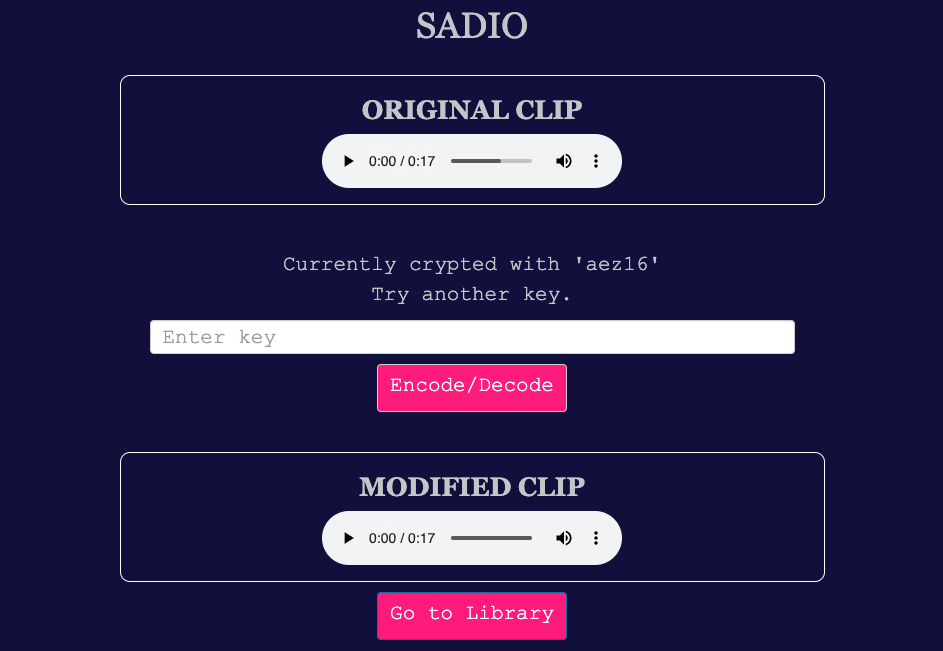 SADIO
ORIGINAL CLIP
0:00 / 0:17
Currently crypted with 'aez16'
Try another key.
Enter key
Encode/Decode
MODIFIED CLIP
0:00 / 0:17
Go to Library